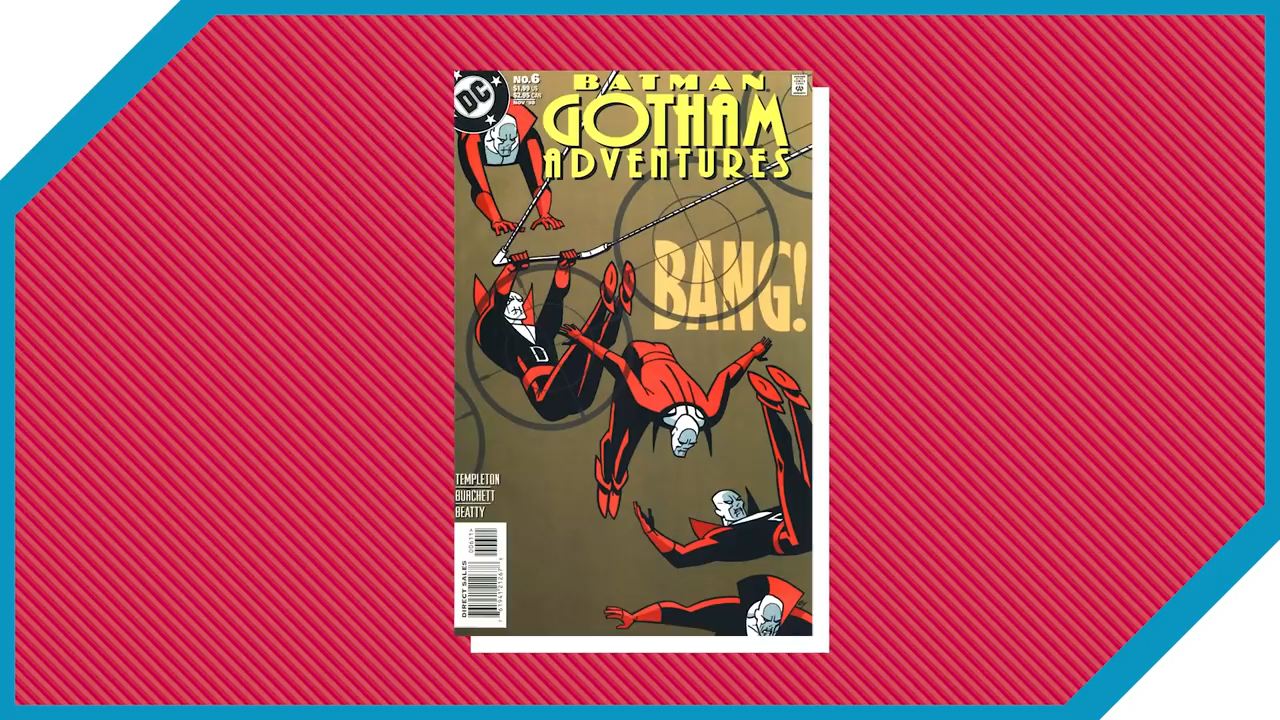 DC
No.6
$1.99 US
$2.95 CAN
NOV '98
BATMAN
GOTHAM
ADVENTURES
BANG!
D
TEMPLETON
BURCHETT
BEATTY
DIRECT SALES
00611